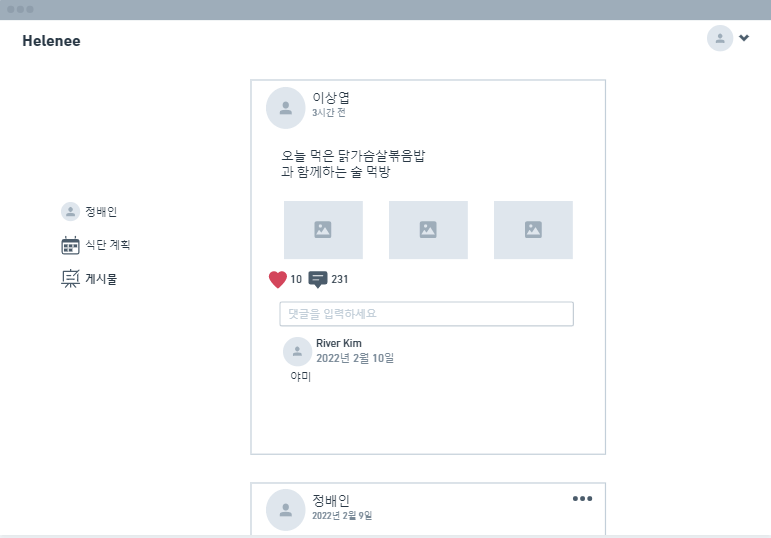 Helenee
정배인
식단 계획
게시물
이상엽
3시간 전
오늘 먹은 닭가슴살볶음밥
과 함께하는 술 먹방
10
231
댓글을 입력하세요
River Kim
2022년 2월 10일
야미
정배인
2022년 2월 9일